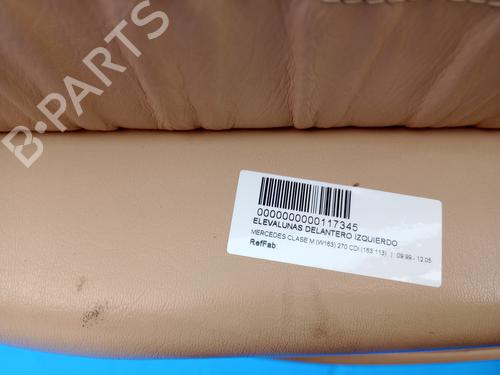 B-PARTS
0000000000117345
ELEVALUNAS DELANTERO IZQUIERDO
MERCEDES CLASE M (W163) 270 CDI (163.113) | 09.99 - 12.05
RefFab: